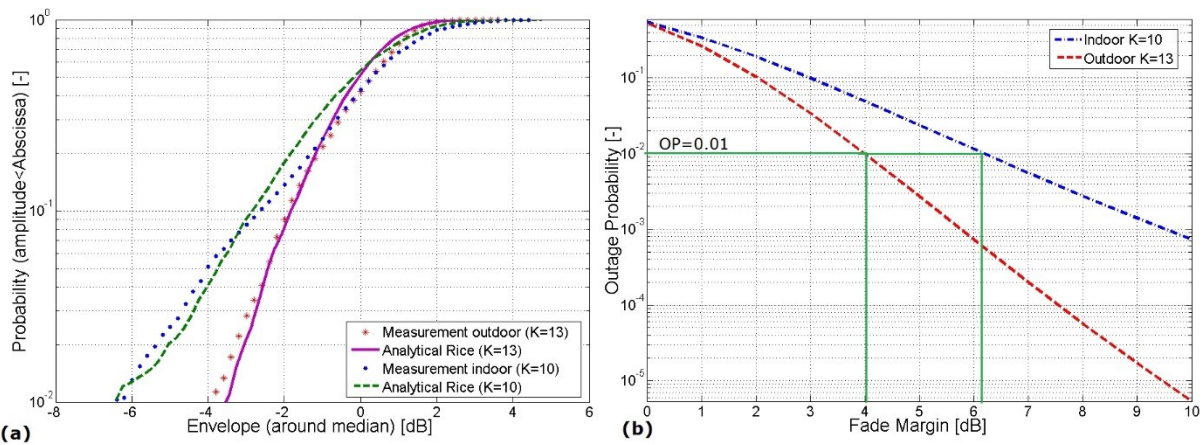 Probability (amplitude<Abscissa) [-]
10^0
10^-1
10^-2
-8
-6
-4
-2
0
2
4
6
Envelope (around median) [dB]
Measurement outdoor (K=13)
Analytical Rice (K=13)
Measurement indoor (K=10)
Analytical Rice (K=10)
(a)
Outage Probability [-]
10^-1
10^-2
10^-3
10^-4
10^-5
OP=0.01
Indoor K=10
Outdoor K=13
0
1
2
3
4
5
6
7
8
9
10
Fade Margin [dB]
(b)